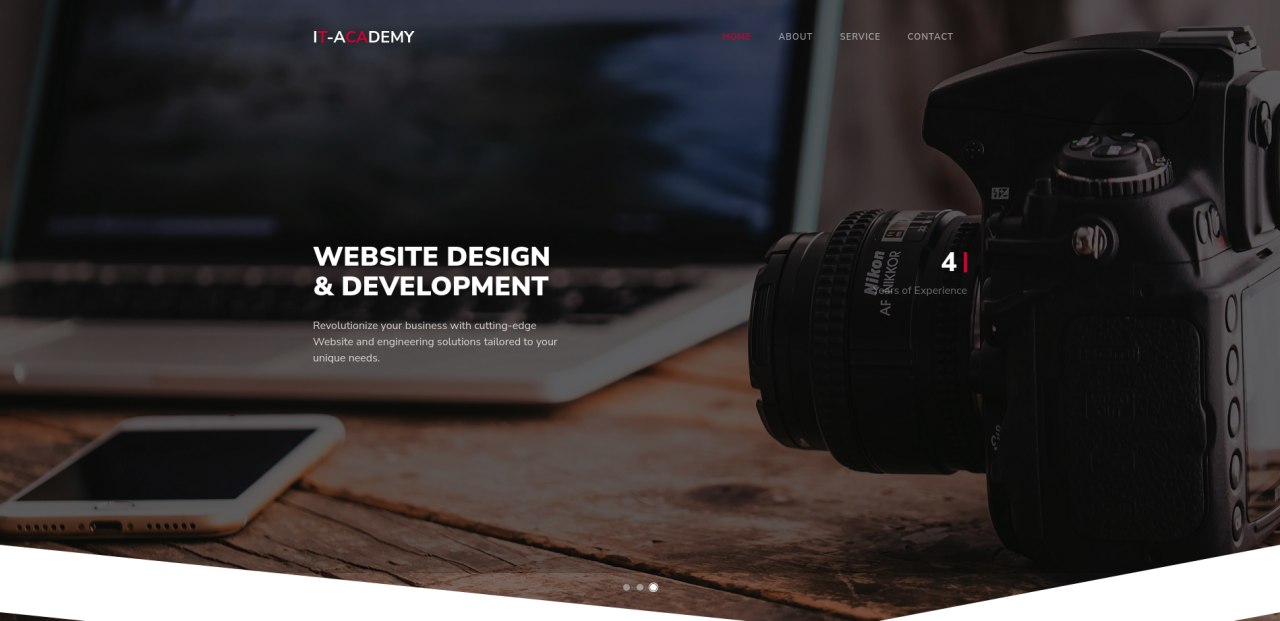 IT-ACADEMY
HOME ABOUT SERVICE CONTACT
WEBSITE DESIGN
& DEVELOPMENT
4
Years of Experience
Revolutionize your business with cutting-edge
Website and engineering solutions tailored to your
unique needs.
Nikon
AF NIKKOR